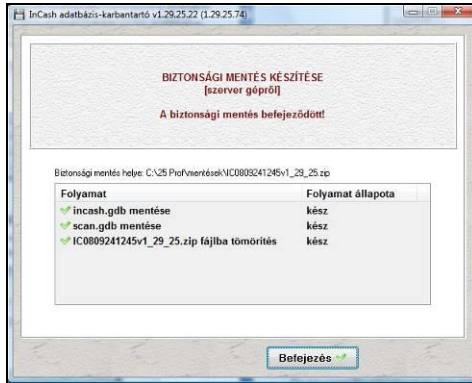 InCash adatbázis-karbantartó v1.29.25.22 (1.29.25.74)
BIZTONSÁGI MENTÉS KÉSZÍTÉSE
[szerver gépről]
A biztonsági mentés befejeződött!
Biztonsági mentés helye: C:\25 Prof\mentések\IC0809241245v1_29_25.zip
Folyamat Folyamat állapota
incash.gdb mentése kész
scan.gdb mentése kész
IC0809241245v1_29_25.zip fájlba tömörítés kész
Befejezés